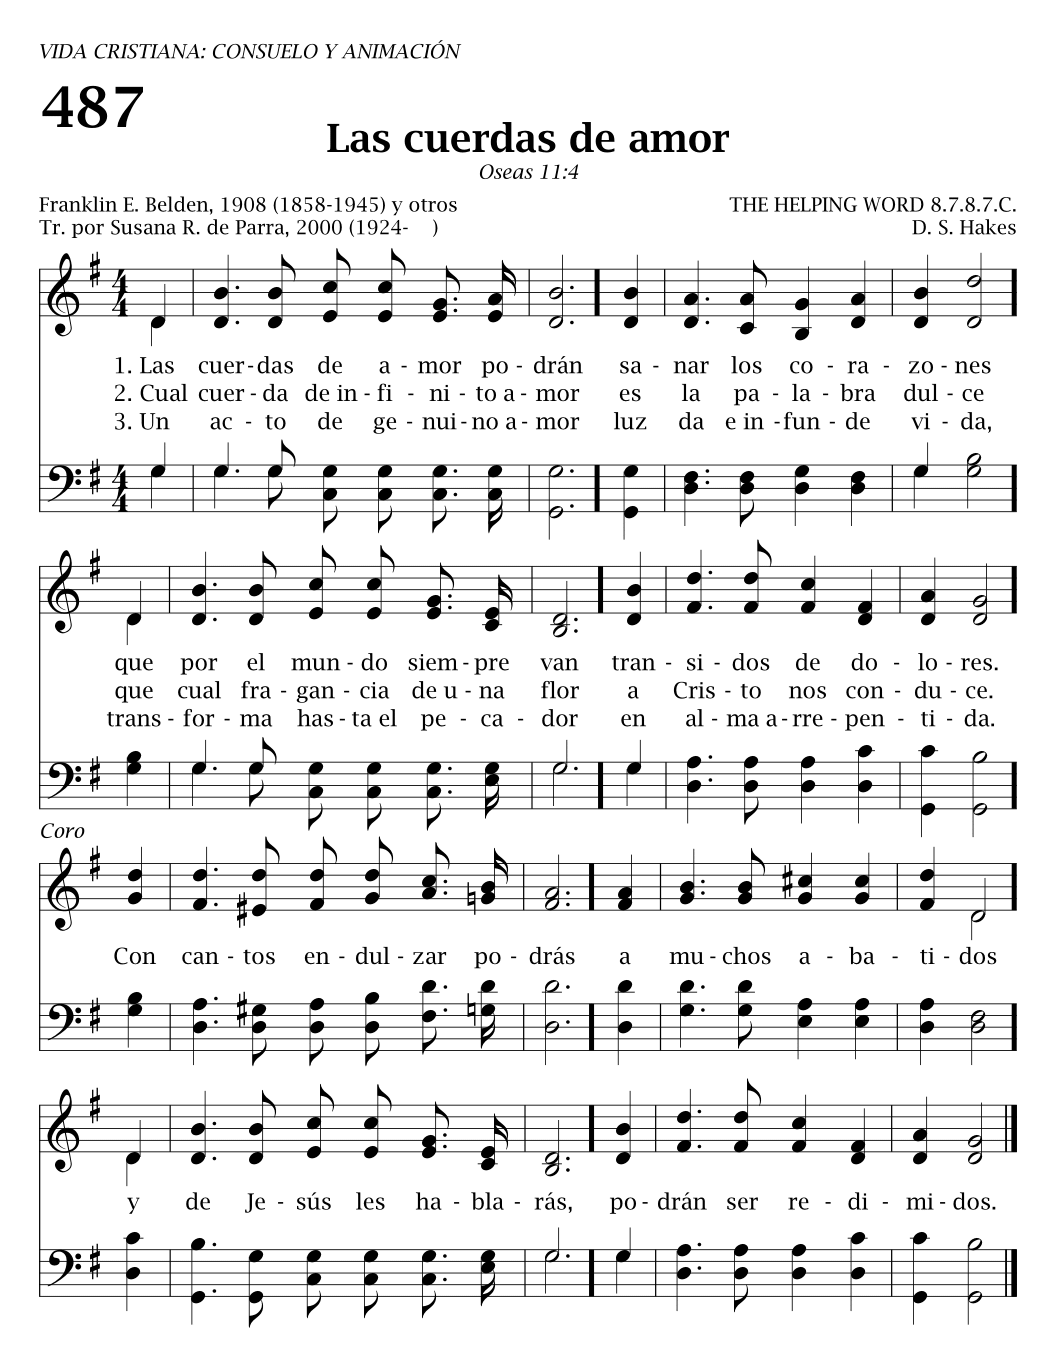 VIDA CRISTIANA: CONSUELO Y ANIMACIÓN
487
Las cuerdas de amor
Oseas 11:4
Franklin E. Belden, 1908 (1858-1945) y otros
THE HELPING WORD 8.7.8.7.C.
Tr. por Susana R. de Parra, 2000 (1924-    )
D. S. Hakes
4 4
1. Las cuer - das de a - mor po - drán sa - nar los co - ra - zo - nes
2. Cual cuer - da de in - fi - ni - to a - mor es la pa - la - bra dul - ce
3. Un ac - to de ge - nui - no a - mor luz da e in - fun - de vi - da,
4 4
que por el mun - do siem - pre van tran - si - dos de do - lo - res.
que cual fra - gan - cia de u - na flor a Cris - to nos con - du - ce.
trans - for - ma has - ta el pe - ca - dor en al - ma a - rre - pen - ti - da.
Coro
Con can - tos en - dul - zar po - drás a mu - chos a - ba - ti - dos
y de Je - sús les ha - bla - rás, po - drán ser re - di - mi - dos.